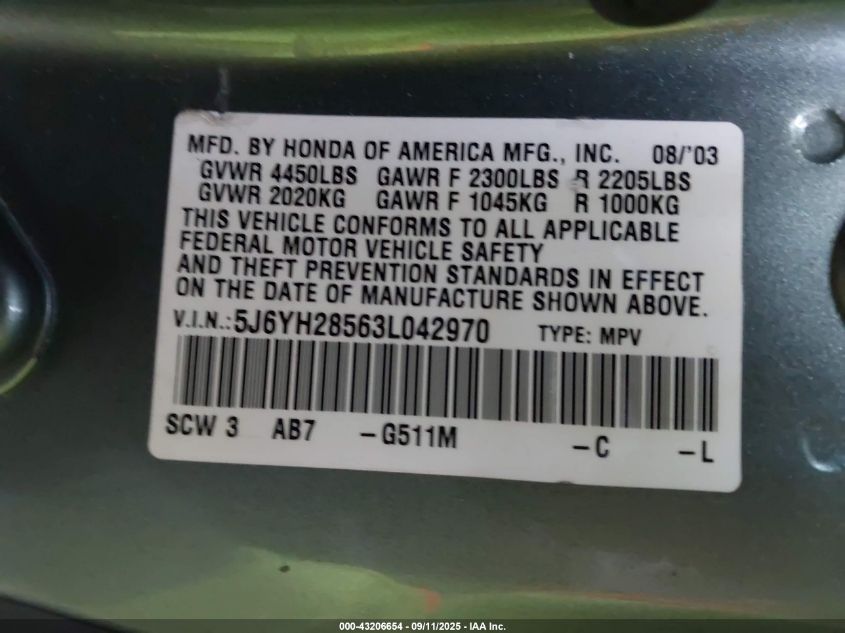 MFD. BY HONDA OF AMERICA MFG., INC. 08/'03
GVWR 4450LBS GAWR F 2300LBS R 2205LBS
GVWR 2020KG GAWR F 1045KG R 1000KG
THIS VEHICLE CONFORMS TO ALL APPLICABLE
FEDERAL MOTOR VEHICLE SAFETY
AND THEFT PREVENTION STANDARDS IN EFFECT
ON THE DATE OF MANUFACTURE SHOWN ABOVE.
V.I.N.:5J6YH28563L042970 TYPE: MPV
SCW 3 AB7 -G511M -C -L
000-43206654 - 09/11/2025 - IAA Inc.